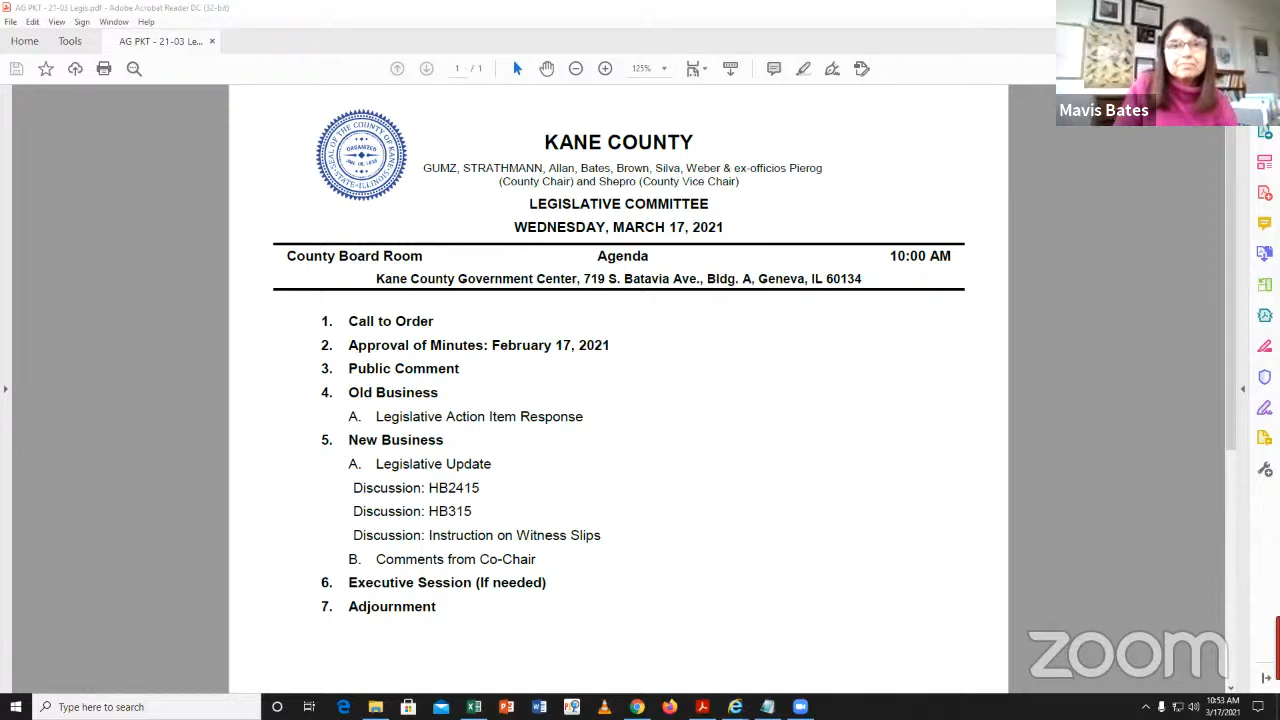 AG PKT - 21-03 Legis.pdf - Adobe Acrobat Reader DC (32-bit)
File Edit View Sign Window Help
Home Tools AG PKT - 21-03 Le... ×
125%
Mavis Bates
KANE COUNTY
GUMZ, STRATHMANN, Allan, Bates, Brown, Silva, Weber & ex-officios Pierog
(County Chair) and Shepro (County Vice Chair)
LEGISLATIVE COMMITTEE
WEDNESDAY, MARCH 17, 2021
County Board Room Agenda 10:00 AM
Kane County Government Center, 719 S. Batavia Ave., Bldg. A, Geneva, IL 60134
1. Call to Order
2. Approval of Minutes: February 17, 2021
3. Public Comment
4. Old Business
A. Legislative Action Item Response
5. New Business
A. Legislative Update
Discussion: HB2415
Discussion: HB315
Discussion: Instruction on Witness Slips
B. Comments from Co-Chair
6. Executive Session (If needed)
7. Adjournment
zoom
Type here to search
10:53 AM
3/17/2021